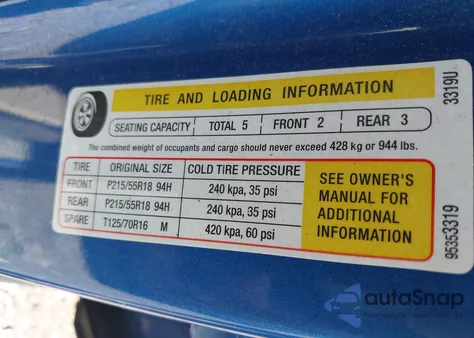 TIRE AND LOADING INFORMATION
SEATING CAPACITY TOTAL 5 FRONT 2 REAR 3
The combined weight of occupants and cargo should never exceed 428 kg or 944 lbs.
TIRE ORIGINAL SIZE COLD TIRE PRESSURE
FRONT P215/55R18 94H 240 kpa, 35 psi
REAR P215/55R18 94H 240 kpa, 35 psi
SPARE T125/70R16 M 420 kpa, 60 psi
SEE OWNER'S
MANUAL FOR
ADDITIONAL
INFORMATION
3319U
95353319
autoSnap